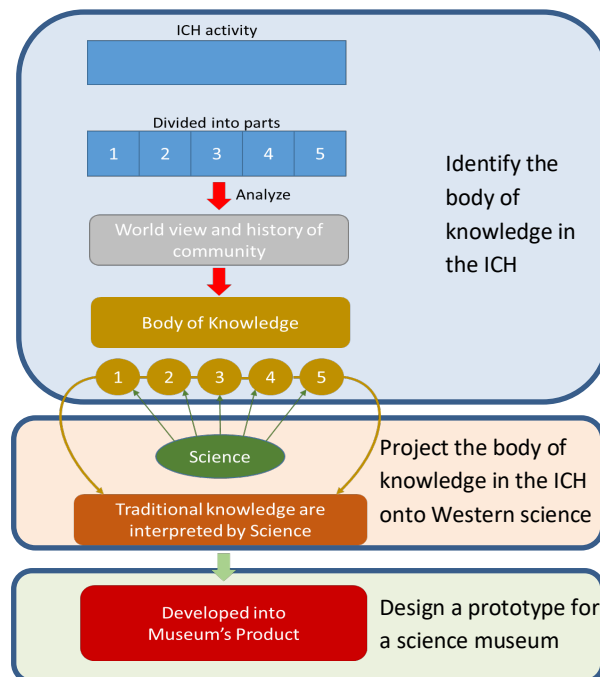 ICH activity
Divided into parts
1 2 3 4 5
Analyze
World view and history of
community
Body of Knowledge
1 2 3 4 5
Identify the
body of
knowledge in
the ICH
Science
Traditional knowledge are
interpreted by Science
Project the body of
knowledge in the ICH
onto Western science
Developed into
Museum’s Product
Design a prototype for
a science museum